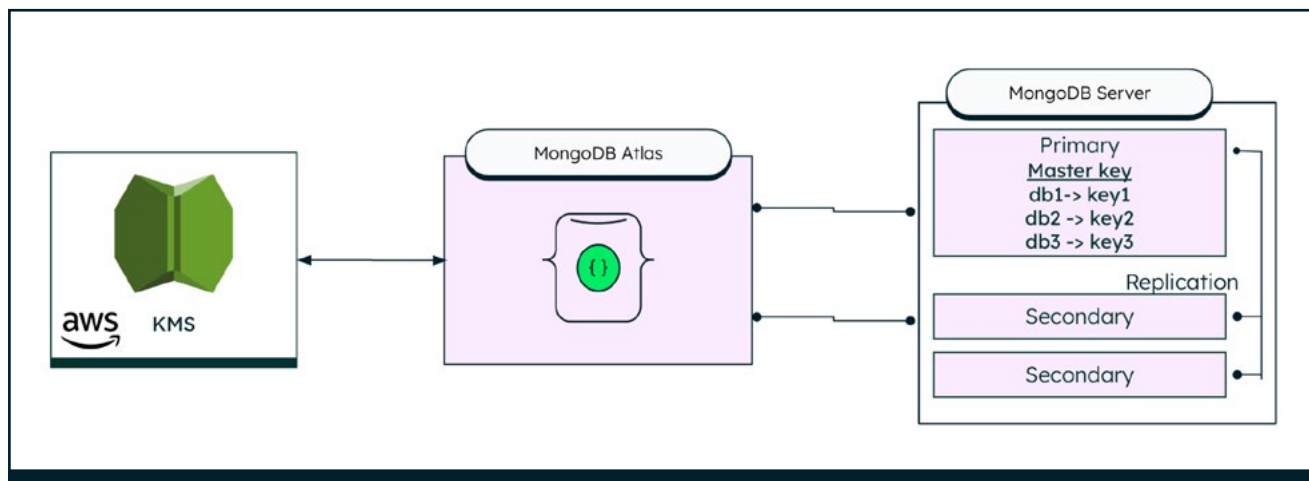 aws
KMS
MongoDB Atlas
{}
MongoDB Server
Primary
Master key
db1-> key1
db2 -> key2
db3 -> key3
Replication
Secondary
Secondary